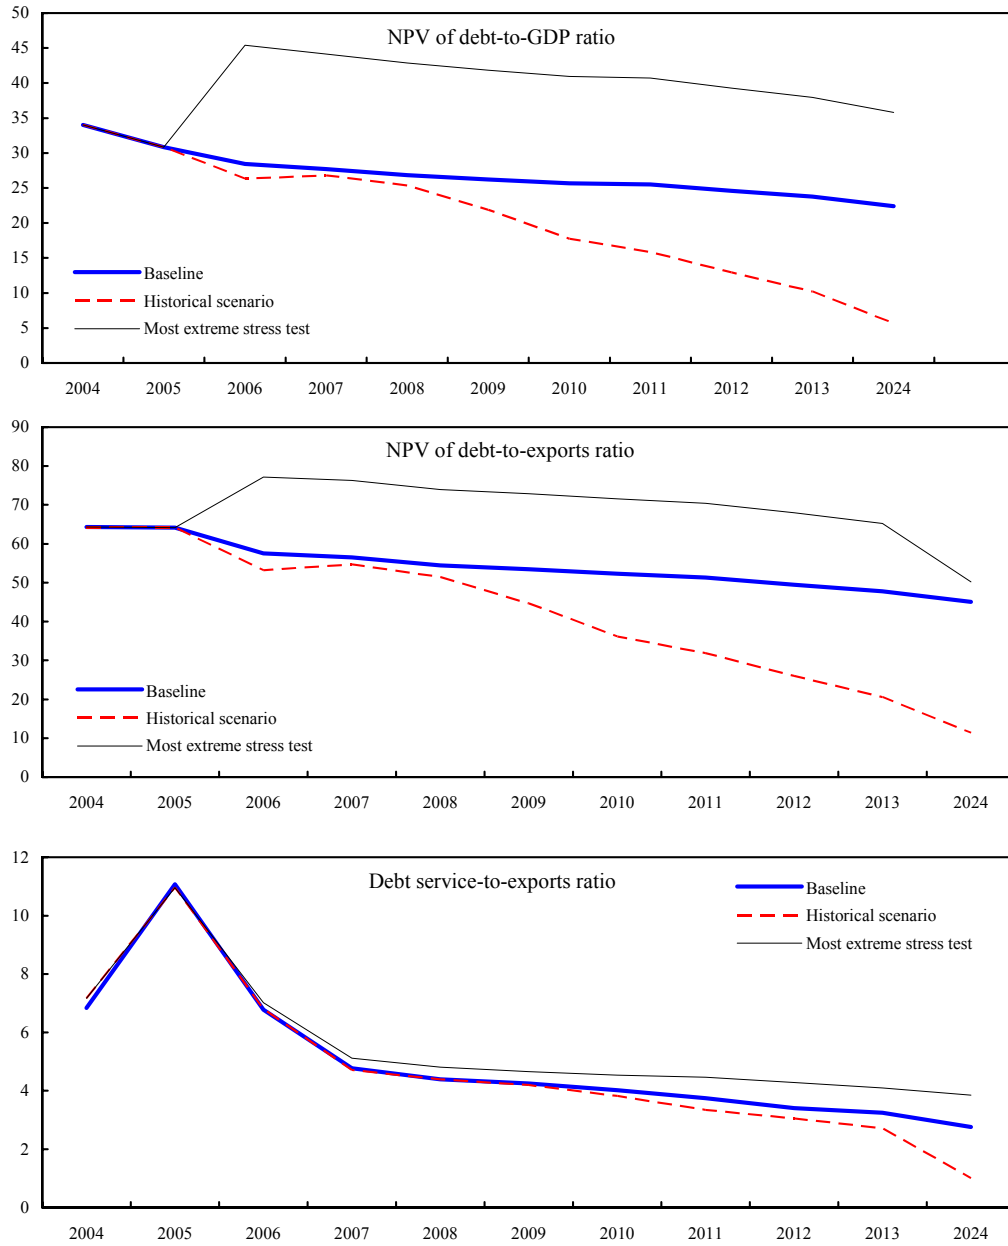 NPV of debt-to-GDP ratio
50
45
40
35
30
25
20
15
10
5
0
Baseline
Historical scenario
Most extreme stress test
2004 2005 2006 2007 2008 2009 2010 2011 2012 2013 2024
NPV of debt-to-exports ratio
90
80
70
60
50
40
30
20
10
0
Baseline
Historical scenario
Most extreme stress test
2004 2005 2006 2007 2008 2009 2010 2011 2012 2013 2024
Debt service-to-exports ratio
12
10
8
6
4
2
0
Baseline
Historical scenario
Most extreme stress test
2004 2005 2006 2007 2008 2009 2010 2011 2012 2013 2024